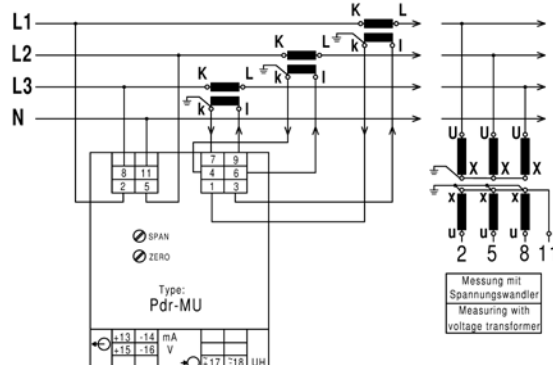 L1 K L
L2 K L k l
L3 K L k l
N k l
7 9
8 11 4 6
2 5 1 3
SPAN
ZERO
Type:
Pdr-MU
+13 -14 mA
+15 -16 V
+17 -18 UH
U U U
X X X
x x x
u u u
2 5 8 11
Messung mit
Spannungswandler
Measuring with
voltage transformer